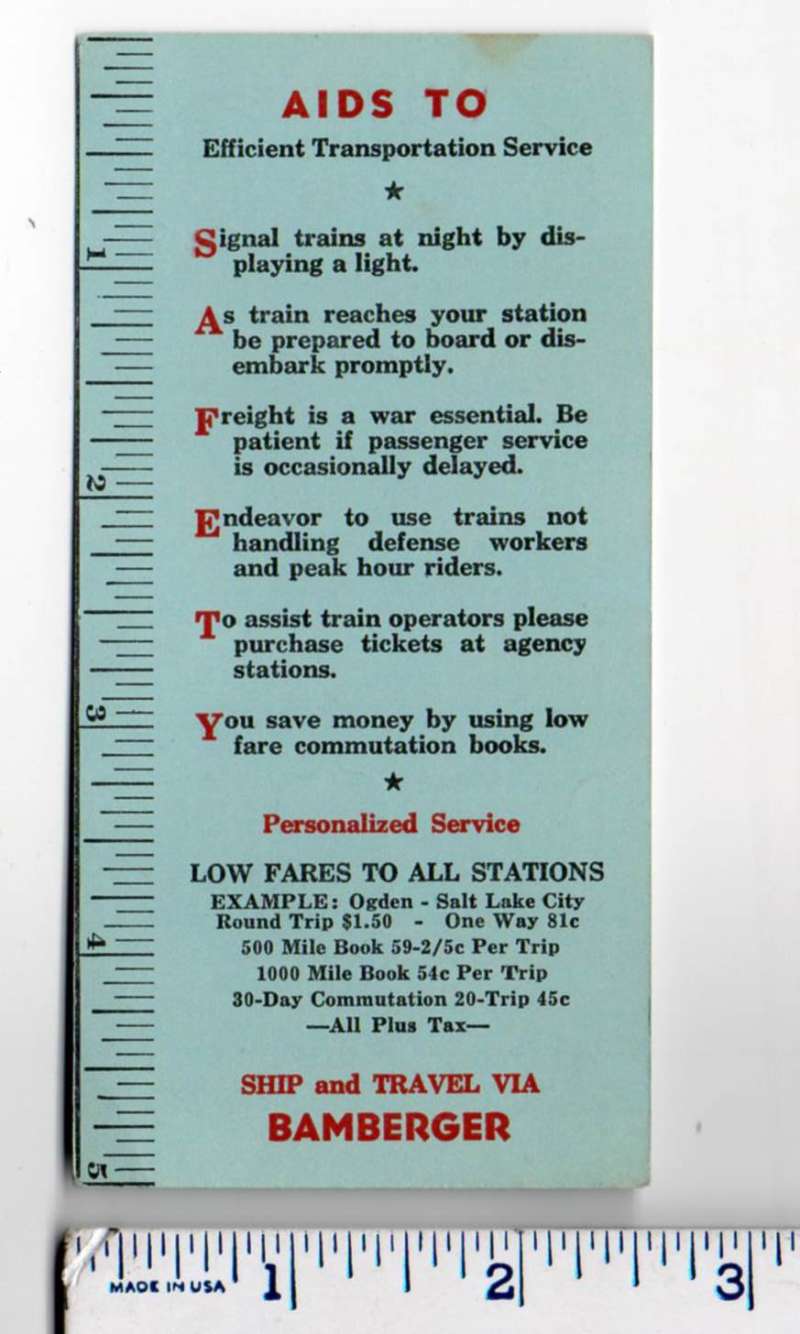 AIDS TO
Efficient Transportation Service
Signal trains at night by dis-
playing a light.
As train reaches your station
be prepared to board or dis-
embark promptly.
Freight is a war essential. Be
patient if passenger service
is occasionally delayed.
Endeavor to use trains not
handling defense workers
and peak hour riders.
To assist train operators please
purchase tickets at agency
stations.
You save money by using low
fare commutation books.
Personalized Service
LOW FARES TO ALL STATIONS
EXAMPLE: Ogden - Salt Lake City
Round Trip $1.50 - One Way 81c
500 Mile Book 59-2/5c Per Trip
1000 Mile Book 54c Per Trip
30-Day Commutation 20-Trip 45c
—All Plus Tax—
SHIP and TRAVEL VIA
BAMBERGER
1
2
3
4
5
MADE IN USA 1 2 3